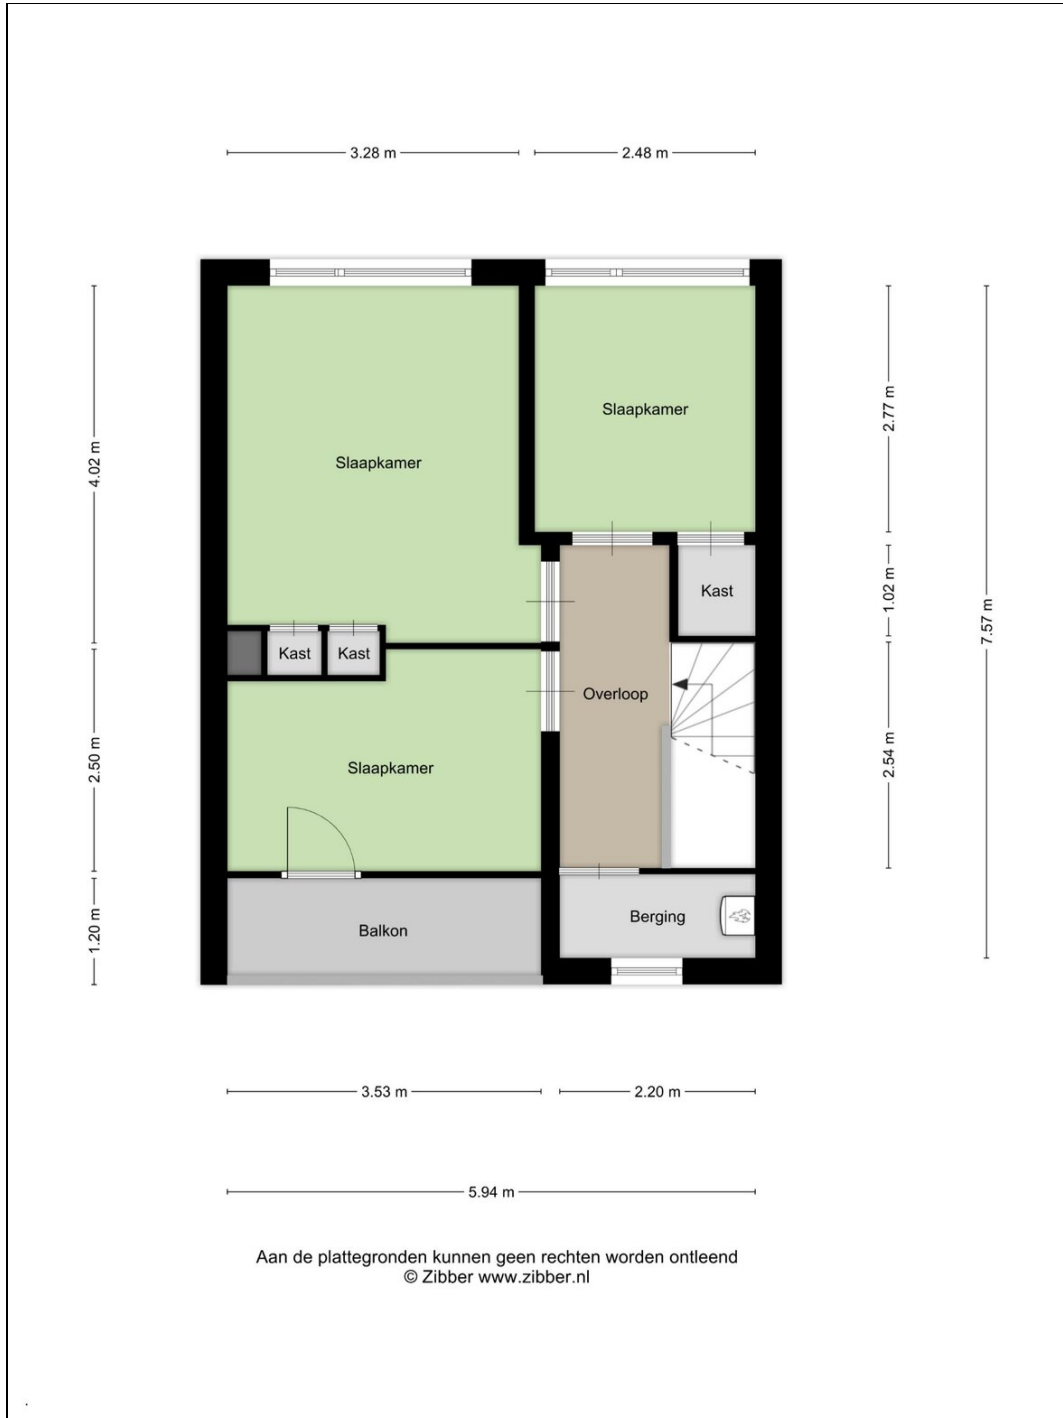 3.28 m
2.48 m
4.02 m
2.50 m
1.20 m
2.77 m
1.02 m
2.54 m
7.57 m
Slaapkamer
Slaapkamer
Kast
Kast
Kast
Overloop
Slaapkamer
Berging
Balkon
3.53 m
2.20 m
5.94 m
Aan de plattegronden kunnen geen rechten worden ontleend
© Zibber www.zibber.nl